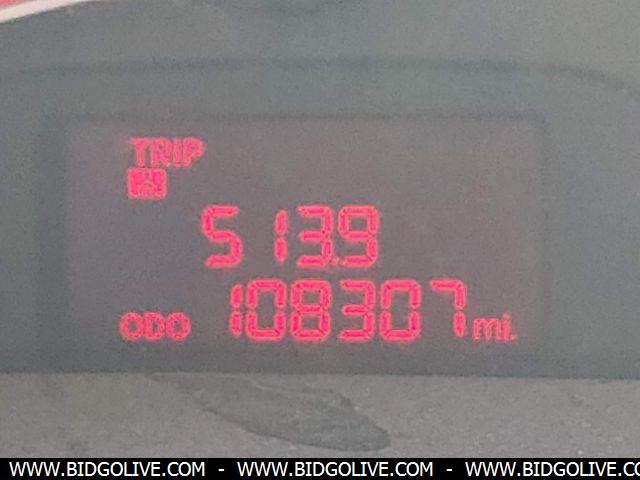 TRIP
A
513.9
ODO 108307 mi.
WWW.BIDGOLIVE.COM - WWW.BIDGOLIVE.COM - WWW.BIDGOLIVE.CO